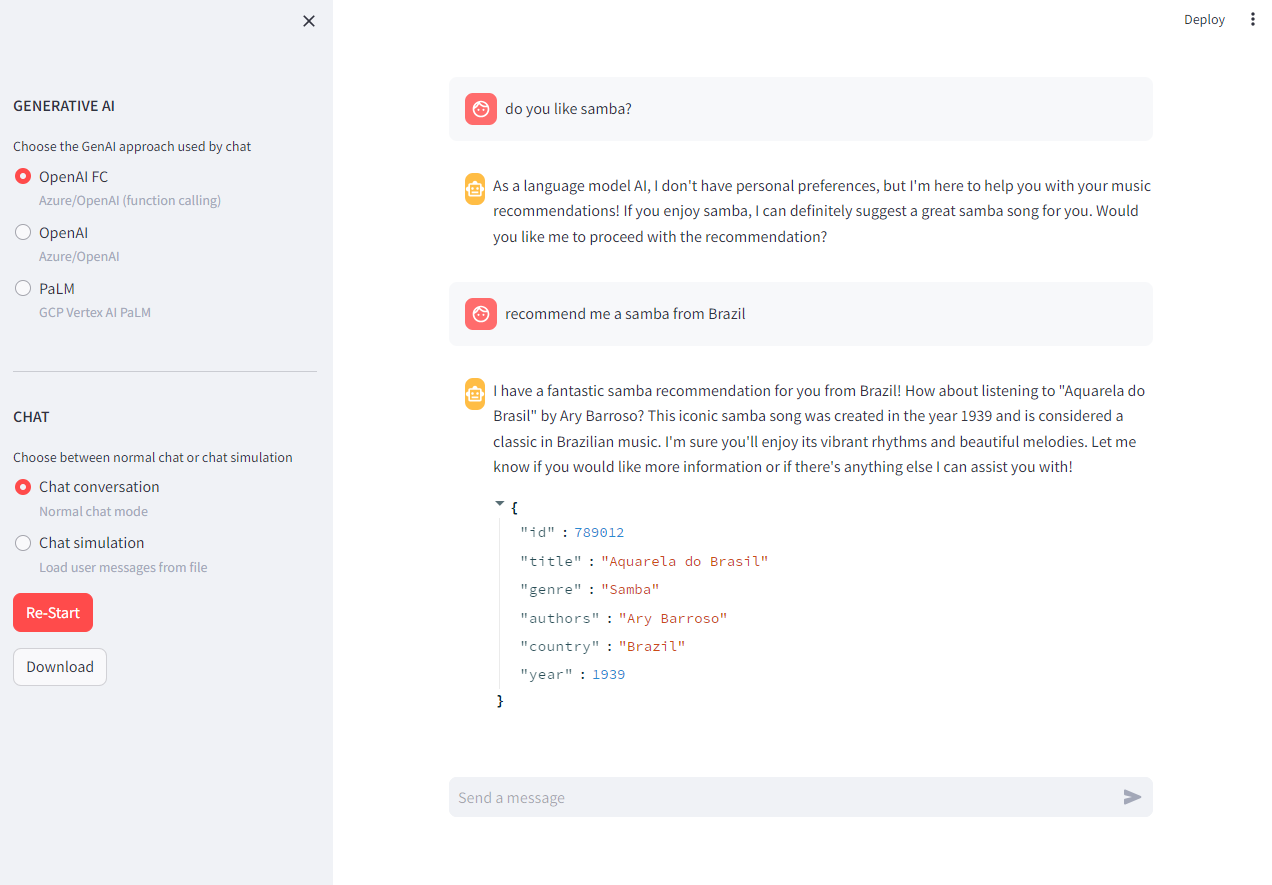 Deploy
GENERATIVE AI
Choose the GenAI approach used by chat
OpenAI FC
Azure/OpenAI (function calling)
OpenAI
Azure/OpenAI
PaLM
GCP Vertex AI PaLM
CHAT
Choose between normal chat or chat simulation
Chat conversation
Normal chat mode
Chat simulation
Load user messages from file
Re-Start
Download
do you like samba?
As a language model AI, I don't have personal preferences, but I'm here to help you with your music
recommendations! If you enjoy samba, I can definitely suggest a great samba song for you. Would
you like me to proceed with the recommendation?
recommend me a samba from Brazil
I have a fantastic samba recommendation for you from Brazil! How about listening to "Aquarela do
Brasil" by Ary Barroso? This iconic samba song was created in the year 1939 and is considered a
classic in Brazilian music. I'm sure you'll enjoy its vibrant rhythms and beautiful melodies. Let me
know if you would like more information or if there's anything else I can assist you with!
{
"id" : 789012
"title" : "Aquarela do Brasil"
"genre" : "Samba"
"authors" : "Ary Barroso"
"country" : "Brazil"
"year" : 1939
}
Send a message